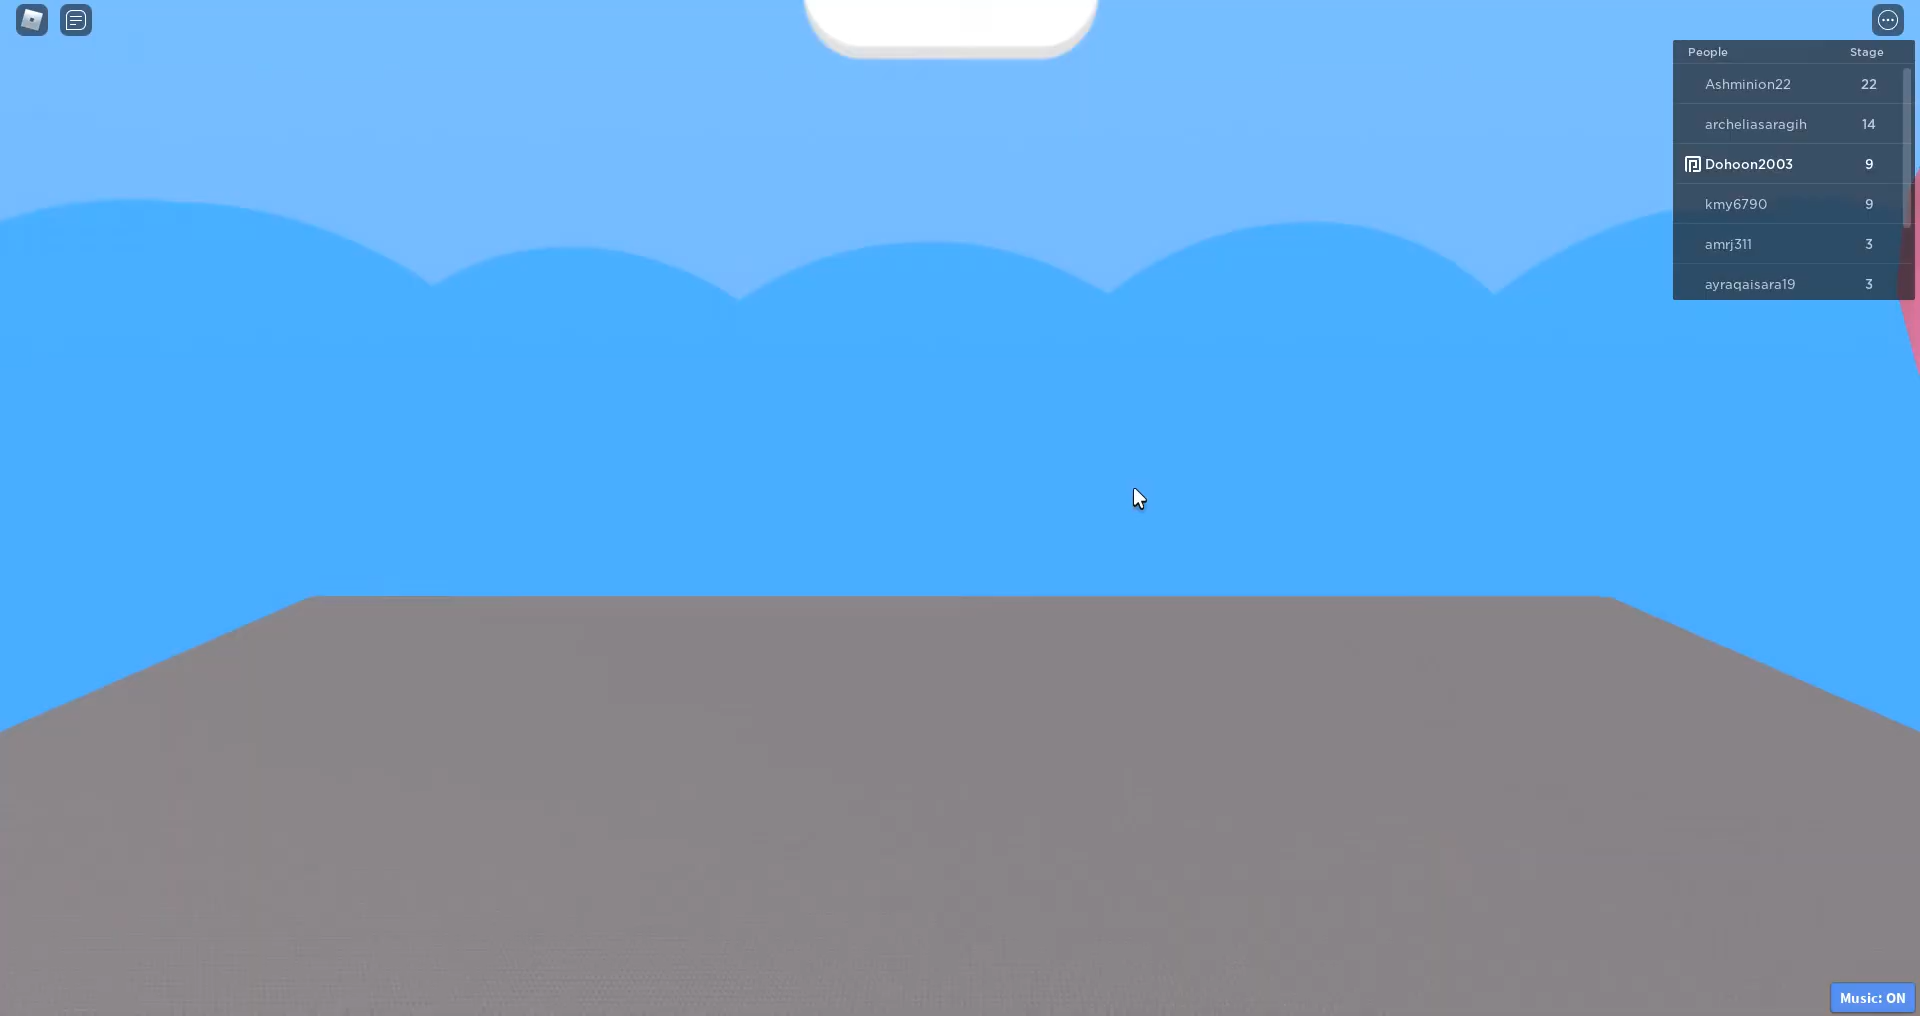 People Stage
Ashminion22 22
archeliasaragih 14
Dohoon2003 9
kmy6790 9
amrj311 3
ayraqaisara19 3
Music: ON